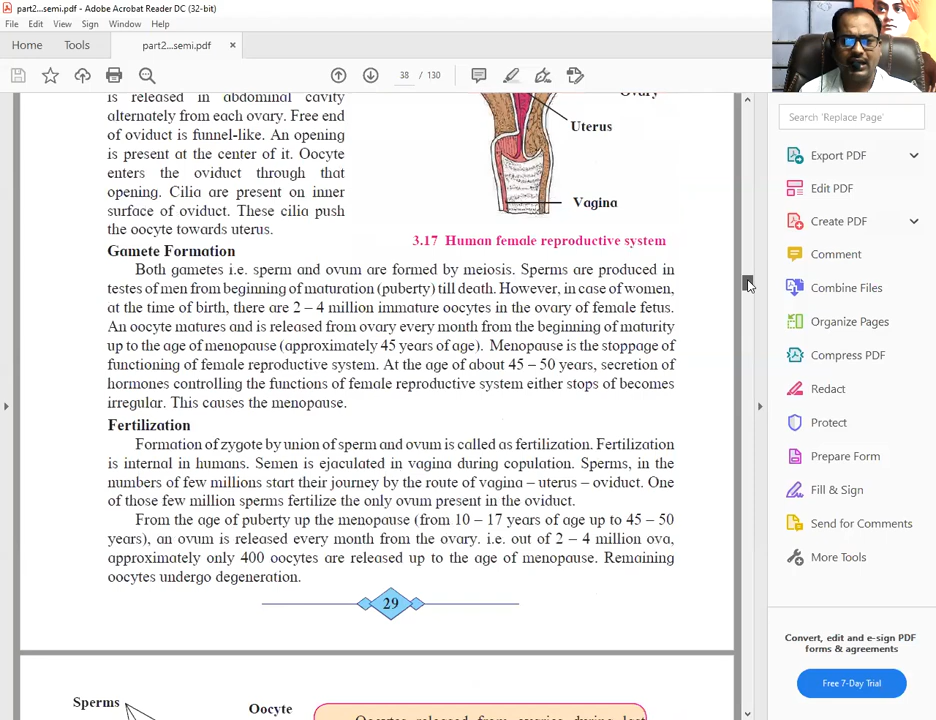 part2...semi.pdf - Adobe Acrobat Reader DC (32-bit)
File Edit View Sign Window Help
Home Tools part2...semi.pdf ×
38 / 130
Search 'Replace Page'
Export PDF
Edit PDF
Create PDF
Comment
Combine Files
Organize Pages
Compress PDF
Redact
Protect
Prepare Form
Fill & Sign
Send for Comments
More Tools
Convert, edit and e-sign PDF
forms & agreements
Free 7-Day Trial
is released in abdominal cavity
alternately from each ovary. Free end
of oviduct is funnel-like. An opening
is present at the center of it. Oocyte
enters the oviduct through that
opening. Cilia are present on inner
surface of oviduct. These cilia push
the oocyte towards uterus.
Ovary
Uterus
Vagina
3.17 Human female reproductive system
Gamete Formation
Both gametes i.e. sperm and ovum are formed by meiosis. Sperms are produced in
testes of men from beginning of maturation (puberty) till death. However, in case of women,
at the time of birth, there are 2 – 4 million immature oocytes in the ovary of female fetus.
An oocyte matures and is released from ovary every month from the beginning of maturity
up to the age of menopause (approximately 45 years of age). Menopause is the stoppage of
functioning of female reproductive system. At the age of about 45 – 50 years, secretion of
hormones controlling the functions of female reproductive system either stops of becomes
irregular. This causes the menopause.
Fertilization
Formation of zygote by union of sperm and ovum is called as fertilization. Fertilization
is internal in humans. Semen is ejaculated in vagina during copulation. Sperms, in the
numbers of few millions start their journey by the route of vagina – uterus – oviduct. One
of those few million sperms fertilize the only ovum present in the oviduct.
From the age of puberty up the menopause (from 10 – 17 years of age up to 45 – 50
years), an ovum is released every month from the ovary. i.e. out of 2 – 4 million ova,
approximately only 400 oocytes are released up to the age of menopause. Remaining
oocytes undergo degeneration.
29
Sperms
Oocyte
Oocytes released from ovaries during last